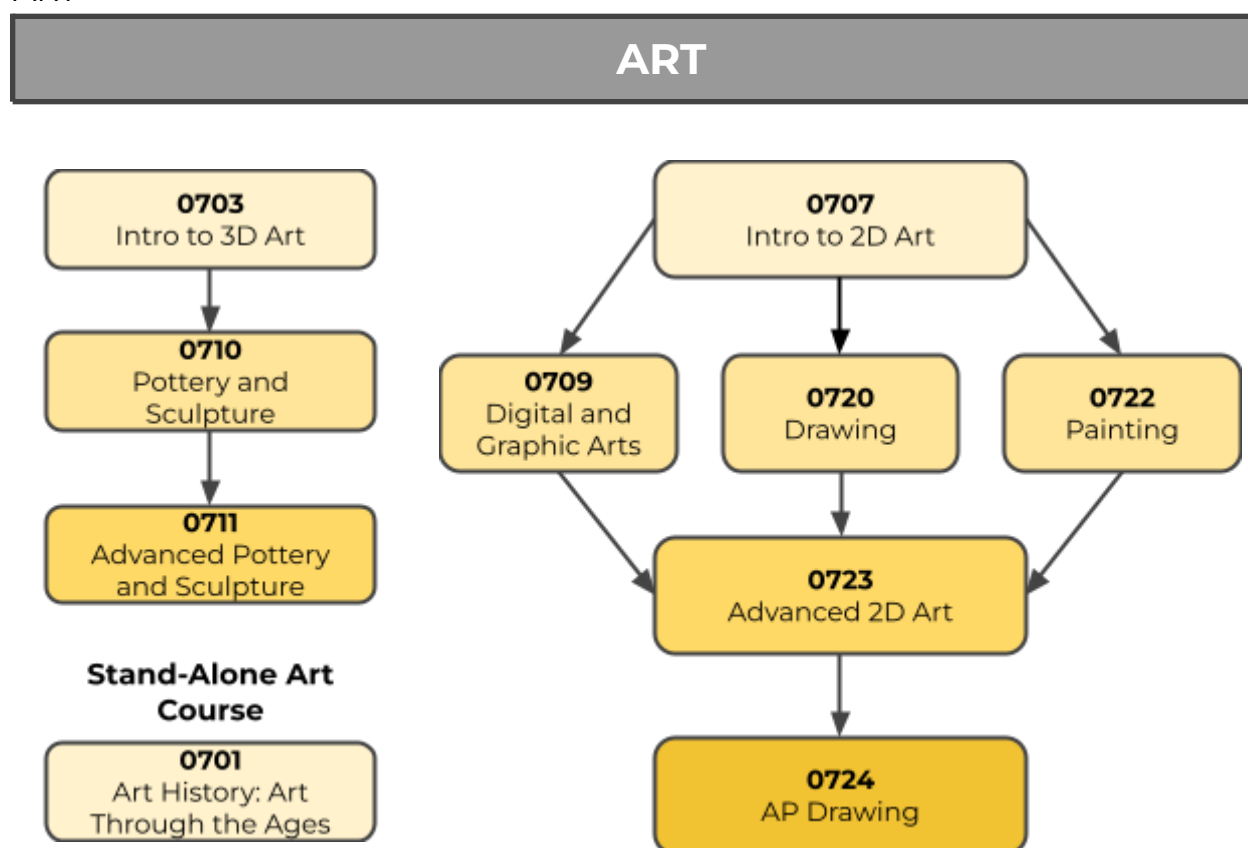 ART
0703
Intro to 3D Art
0710
Pottery and
Sculpture
0711
Advanced Pottery
and Sculpture
Stand-Alone Art
Course
0701
Art History: Art
Through the Ages
0707
Intro to 2D Art
0709
Digital and
Graphic Arts
0720
Drawing
0722
Painting
0723
Advanced 2D Art
0724
AP Drawing